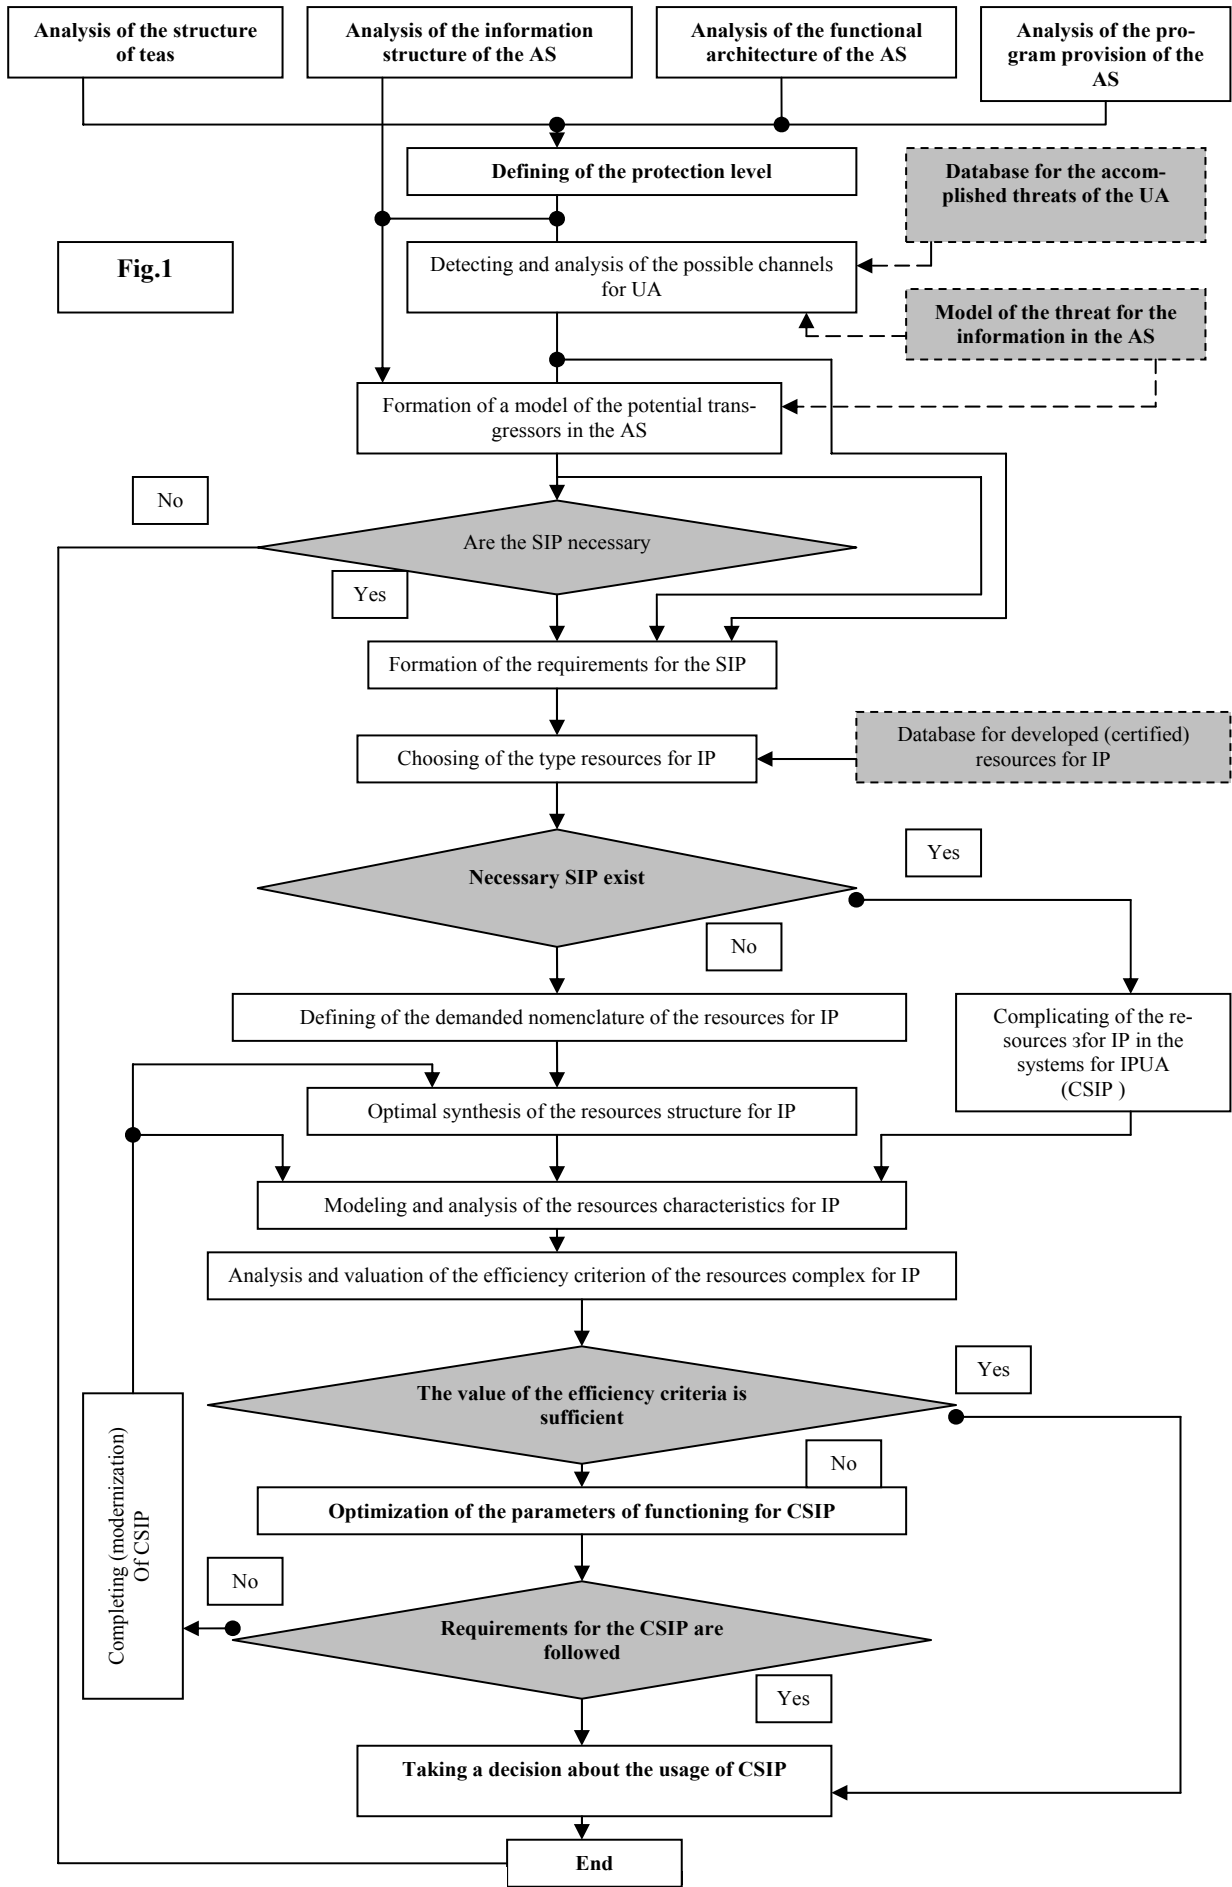 Analysis of the structure
of teas
Analysis of the information
structure of the AS
Analysis of the functional
architecture of the AS
Analysis of the pro-
gram provision of the
AS
Defining of the protection level
Database for the accom-
plished threats of the UA
Fig.1
Detecting and analysis of the possible channels
for UA
Model of the threat for the
information in the AS
Formation of a model of the potential trans-
gressors in the AS
No
Are the SIP necessary
Yes
Formation of the requirements for the SIP
Choosing of the type resources for IP
Database for developed (certified)
resources for IP
Yes
Necessary SIP exist
No
Defining of the demanded nomenclature of the resources for IP
Complicating of the re-
sources зfor IP in the
systems for IPUA
(CSIP )
Optimal synthesis of the resources structure for IP
Modeling and analysis of the resources characteristics for IP
Analysis and valuation of the efficiency criterion of the resources complex for IP
Yes
The value of the efficiency criteria is
sufficient
No
Optimization of the parameters of functioning for CSIP
Completing (modernization)
Of CSIP
No
Requirements for the CSIP are
followed
Yes
Taking a decision about the usage of CSIP
End